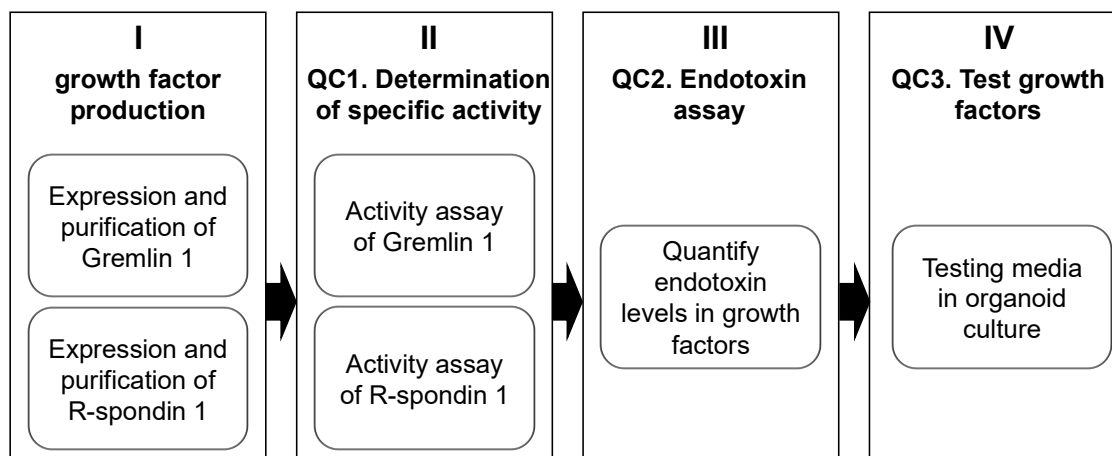 I
growth factor
production
Expression and
purification of
Gremlin 1
Expression and
purification of
R-spondin 1
II
QC1. Determination
of specific activity
Activity assay
of Gremlin 1
Activity assay
of R-spondin 1
III
QC2. Endotoxin
assay
Quantify
endotoxin
levels in growth
factors
IV
QC3. Test growth
factors
Testing media
in organoid
culture